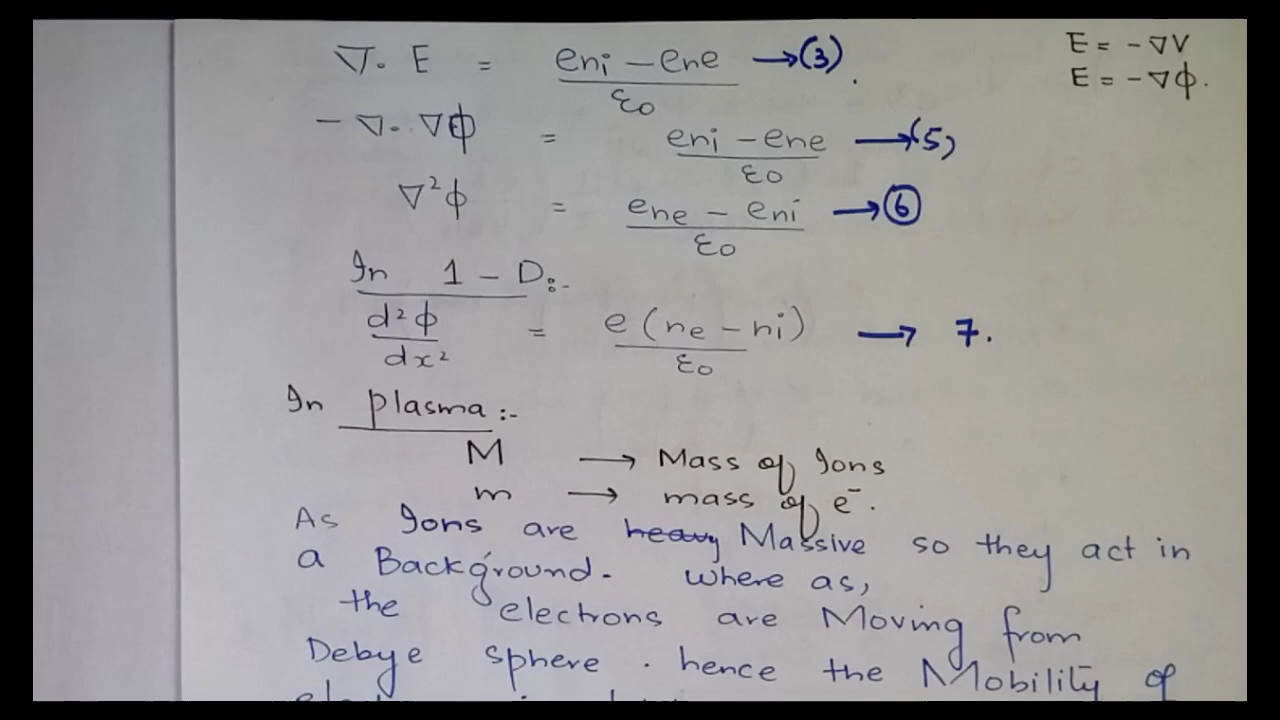 ∇. E = eni - ene / ε0 → (3).
E = -∇V
E = -∇ϕ.
-∇. ∇ϕ = eni - ene / ε0 → (5)
∇²ϕ = ene - eni / ε0 → 6
In 1-D:-
d²ϕ / dx² = e (ne - ni) / ε0 → 7.
In plasma:-
M → Mass of Ions
m → mass of e⁻.
As Ions are heavy Massive so they act in
a Background. where as,
the electrons are Moving from
Debye sphere. hence the Mobility of